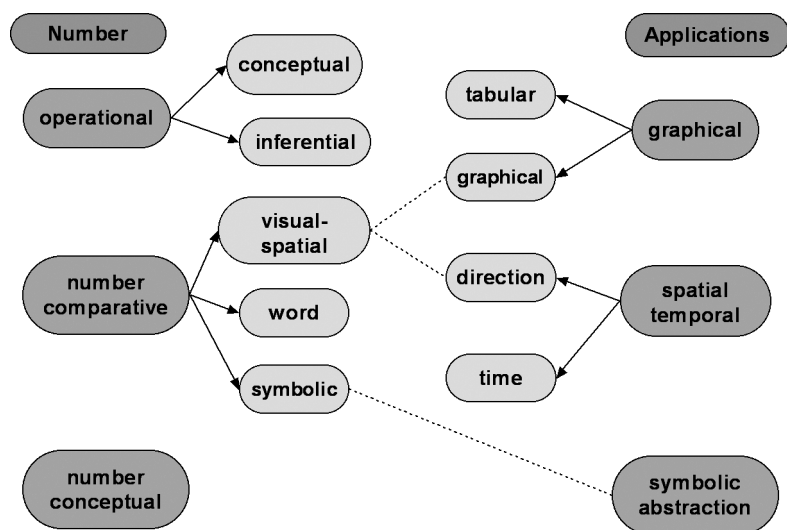 Number
Applications
conceptual
operational
inferential
tabular
graphical
graphical
visual-
spatial
number
comparative
word
symbolic
direction
spatial
temporal
time
number
conceptual
symbolic
abstraction